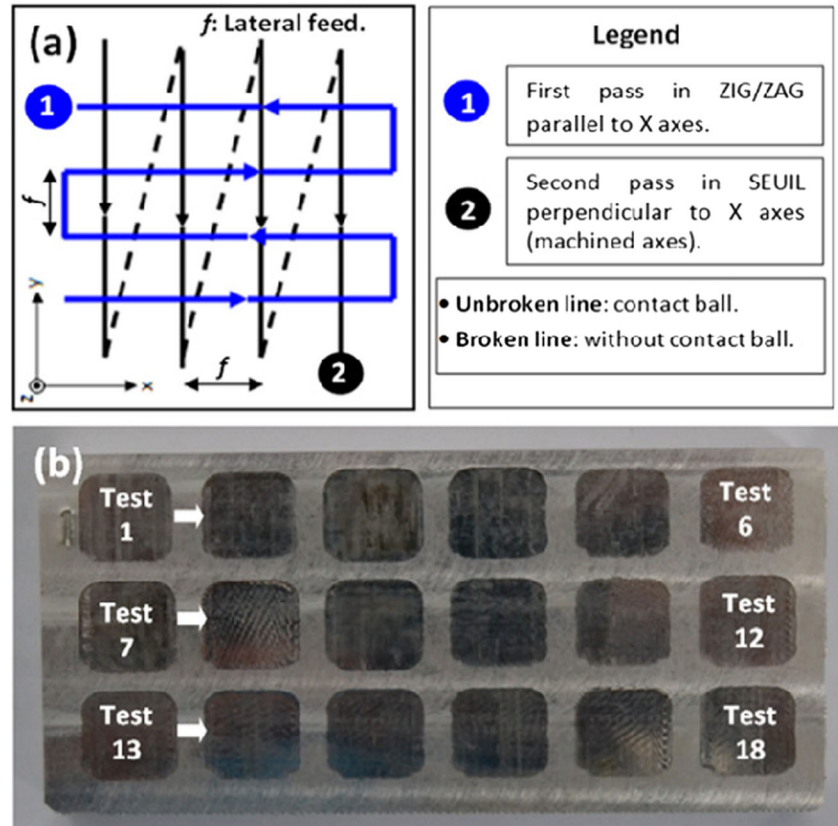 (a)
f: Lateral feed.
1
f
Y
f
2
z
x
Legend
1
First pass in ZIG/ZAG
parallel to X axes.
2
Second pass in SEUIL
perpendicular to X axes
(machined axes).
• Unbroken line: contact ball.
• Broken line: without contact ball.
(b)
Test
1
Test
6
Test
7
Test
12
Test
13
Test
18